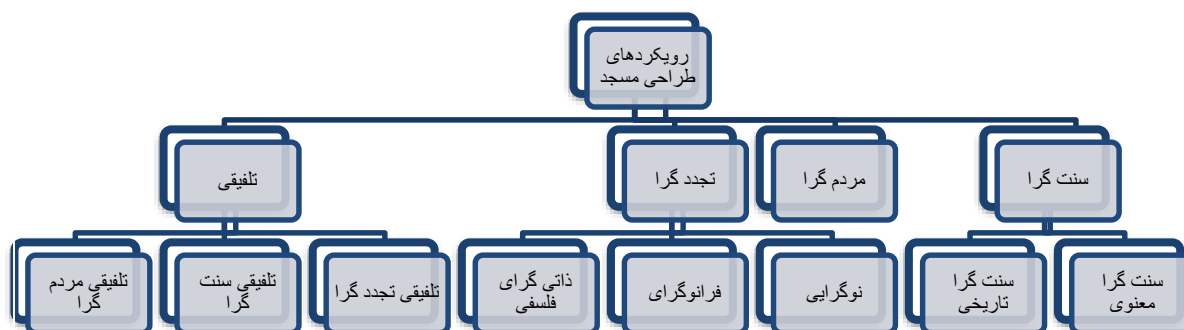 رویکردهای
طراحی مسجد
سنت گرا
مردم گرا
تجدد گرا
تلفیقی
سنت گرا
معنوی
سنت گرا
تاریخی
نوگرایی
فرانوگرای
ذاتی گرای
فلسفی
تلفیقی تجدد گرا
تلفیقی سنت
گرا
تلفیقی مردم
گرا